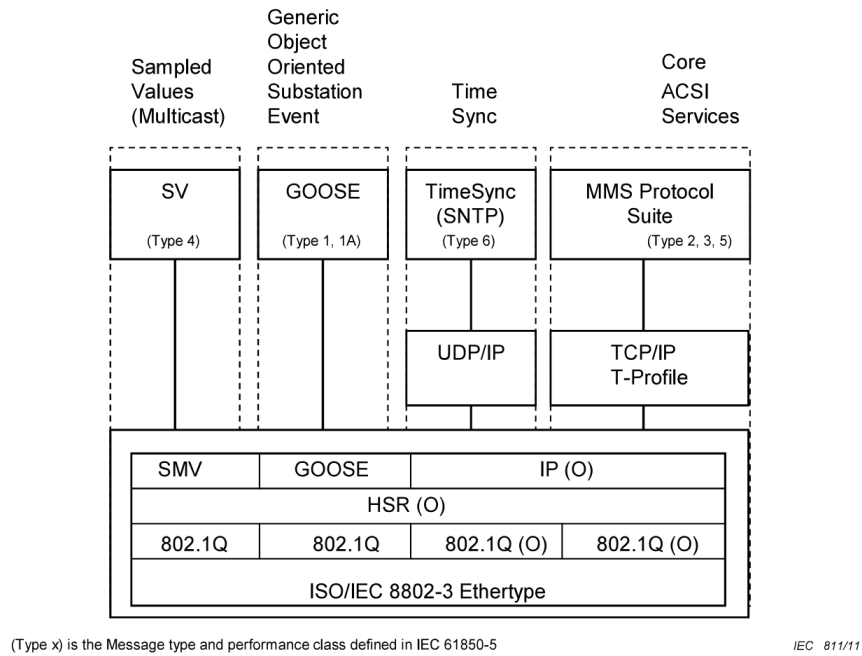 Sampled
Values
(Multicast)
Generic
Object
Oriented
Substation
Event
Time
Sync
Core
ACSI
Services
SV
(Type 4)
GOOSE
(Type 1, 1A)
TimeSync
(SNTP)
(Type 6)
MMS Protocol
Suite
(Type 2, 3, 5)
UDP/IP
TCP/IP
T-Profile
SMV
GOOSE
IP (O)
HSR (O)
802.1Q
802.1Q
802.1Q (O)
802.1Q (O)
ISO/IEC 8802-3 Ethertype
(Type x) is the Message type and performance class defined in IEC 61850-5
IEC 811/11